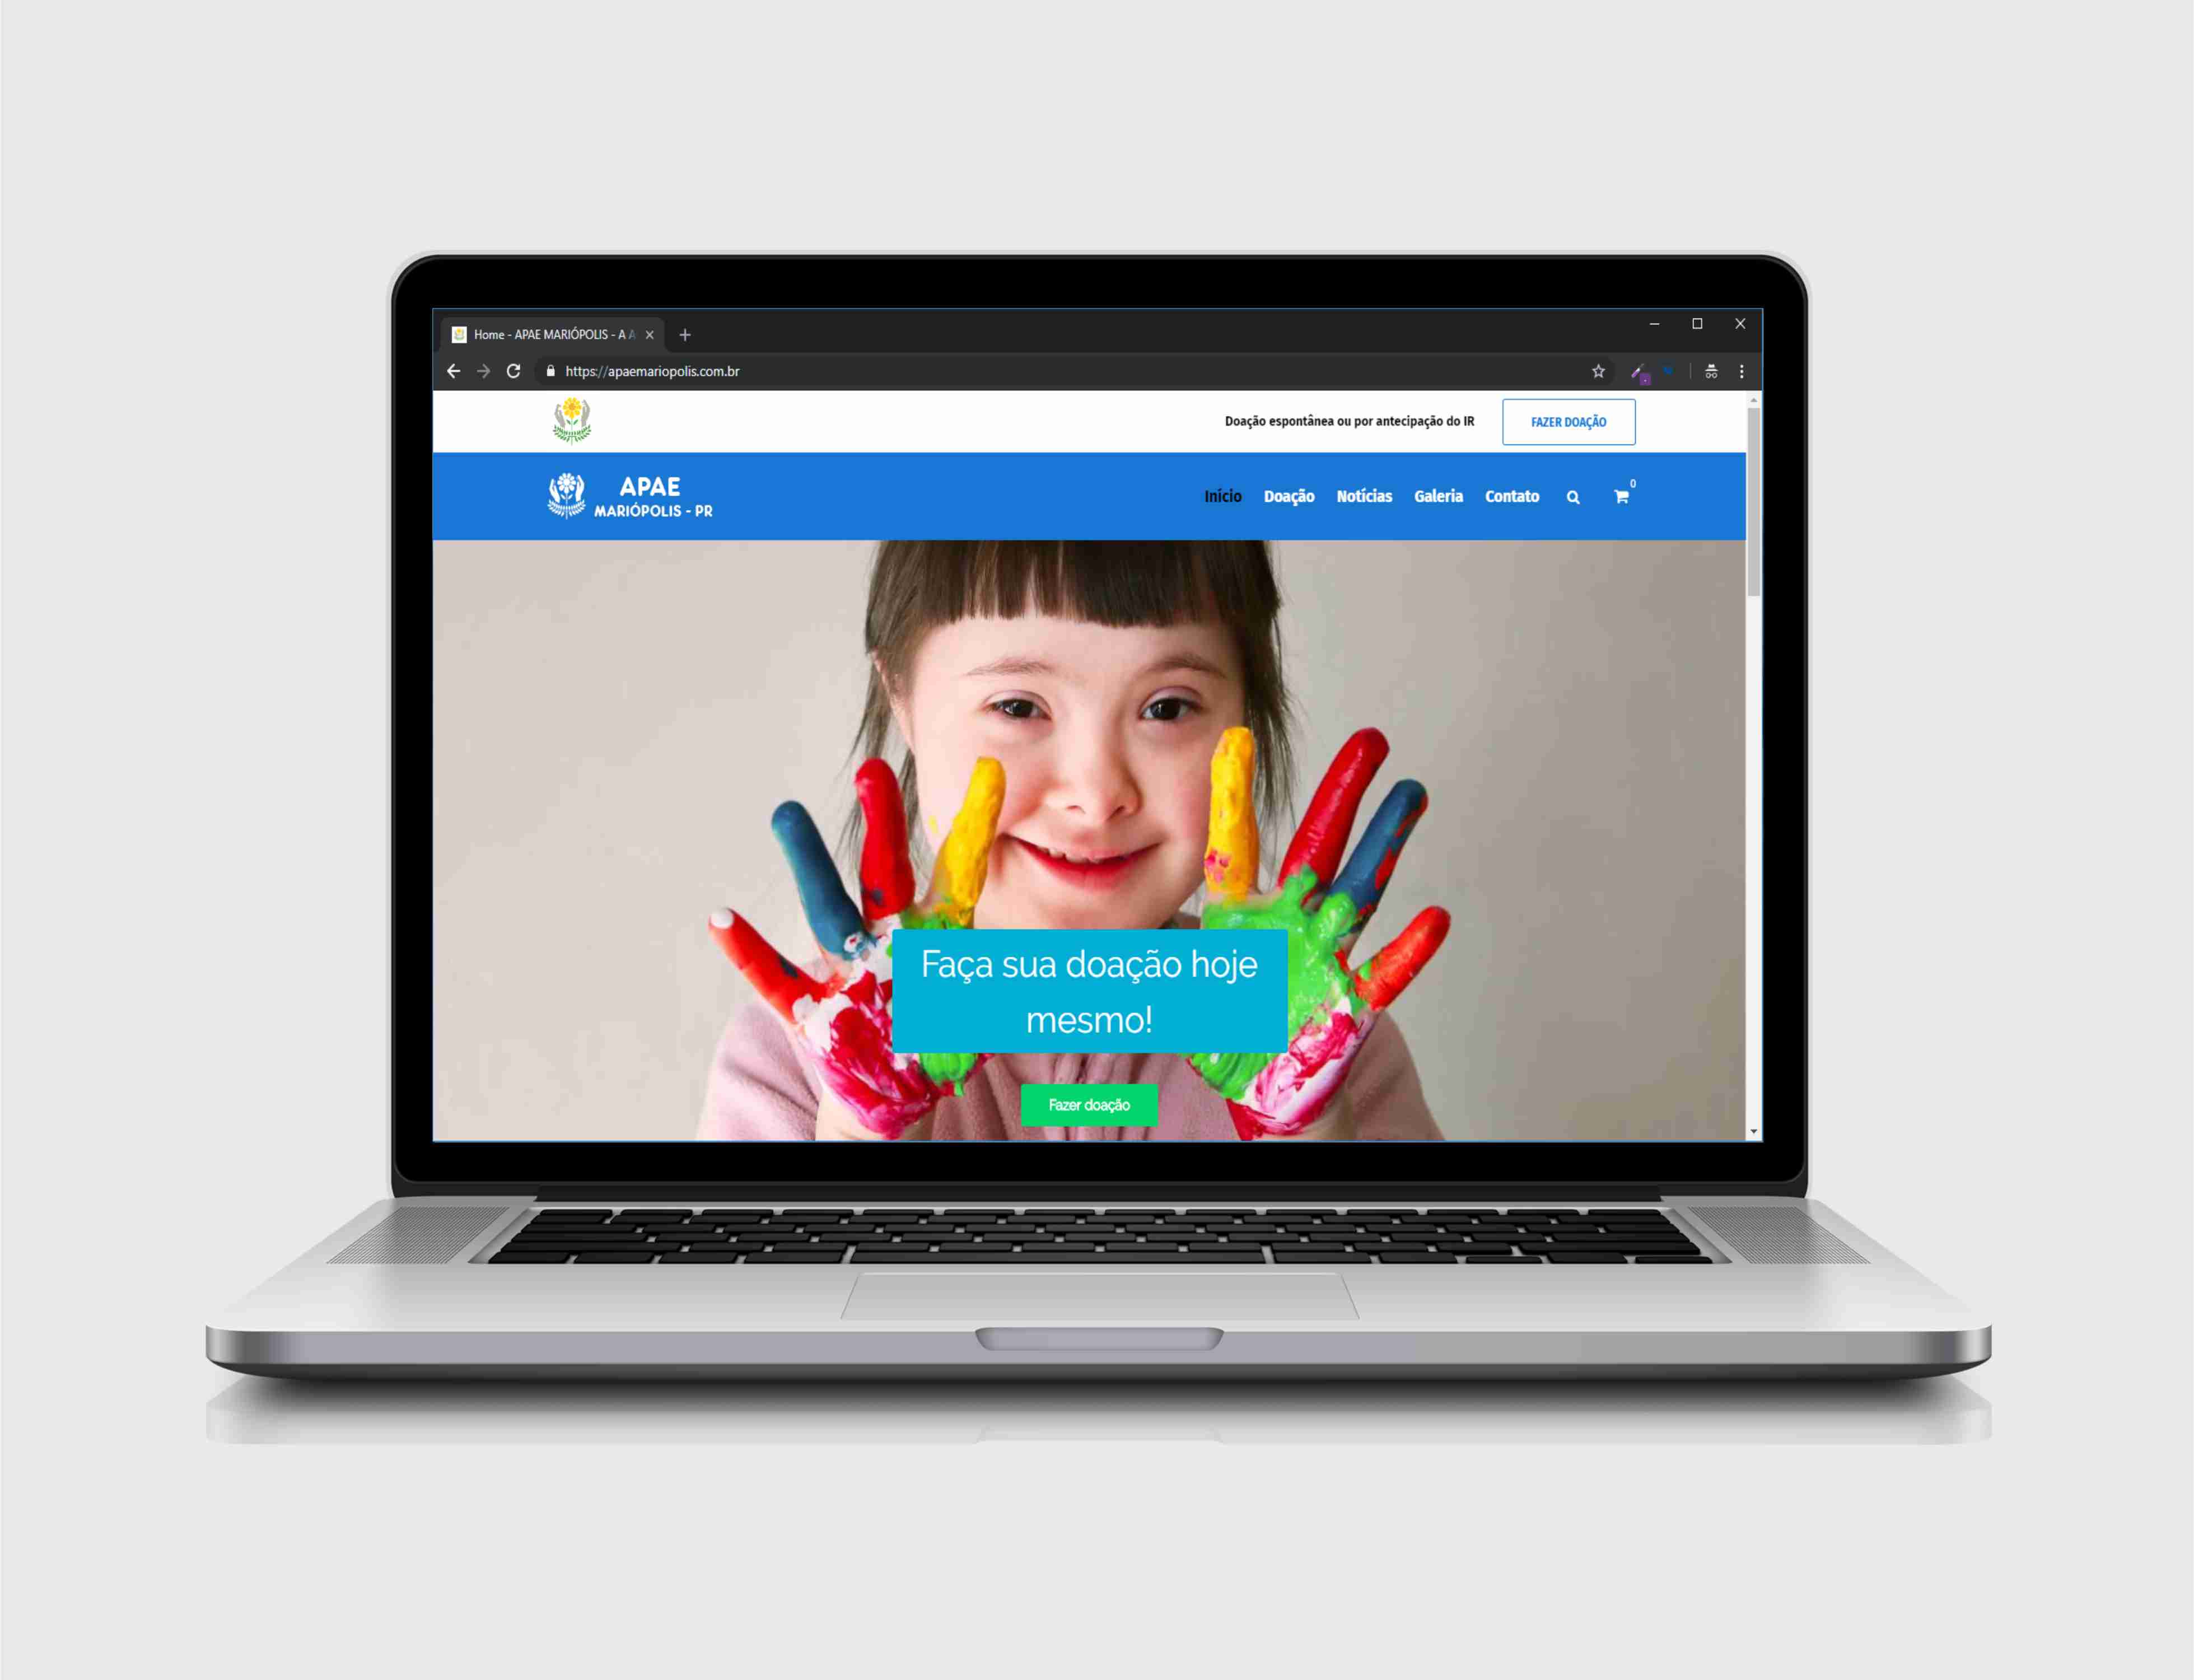 Home - APAE MARIÓPOLIS - A A
https://apaemariopolis.com.br
Doação espontânea ou por antecipação do IR
FAZER DOAÇÃO
APAE
MARIÓPOLIS - PR
Início Doação Notícias Galeria Contato 0
Faça sua doação hoje
mesmo!
Fazer doação